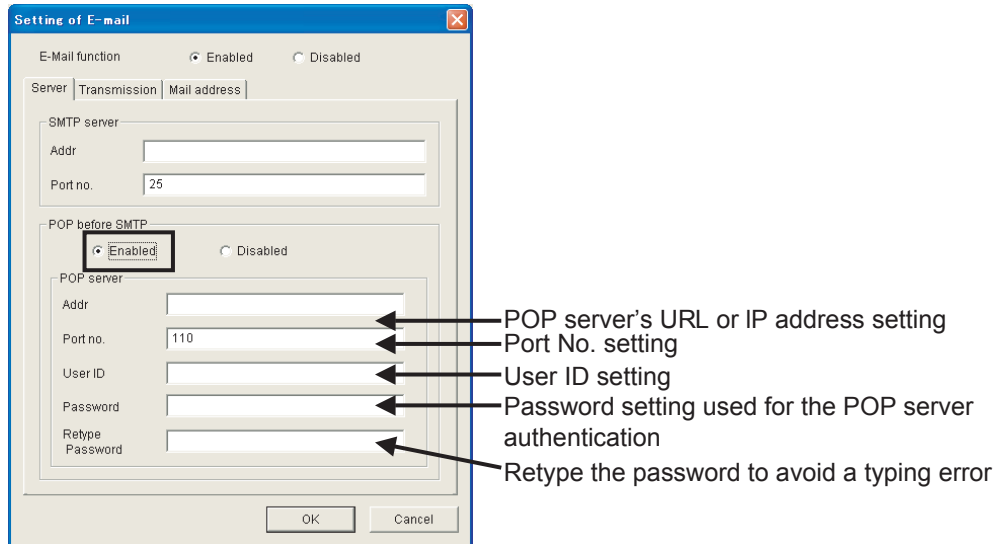 Setting of E-mail
E-Mail function Enabled Disabled
Server Transmission Mail address
SMTP server
Addr
Port no. 25
POP before SMTP
Enabled Disabled
POP server
Addr
POP server's URL or IP address setting
Port no. 110
Port No. setting
User ID
User ID setting
Password
Password setting used for the POP server
authentication
Retype
Password
Retype the password to avoid a typing error
OK Cancel